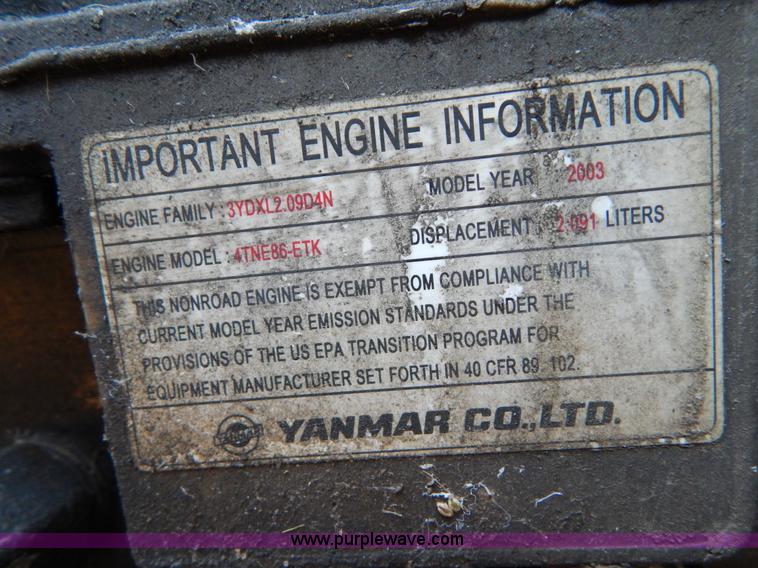 IMPORTANT ENGINE INFORMATION
ENGINE FAMILY : 3YDXL2.09D4N MODEL YEAR : 2003
ENGINE MODEL : 4TNE86-ETK DISPLACEMENT : 2.091 LITERS
THIS NONROAD ENGINE IS EXEMPT FROM COMPLIANCE WITH
CURRENT MODEL YEAR EMISSION STANDARDS UNDER THE
PROVISIONS OF THE US EPA TRANSITION PROGRAM FOR
EQUIPMENT MANUFACTURER SET FORTH IN 40 CFR 89 .102.
YANMAR CO.,LTD.
www.purplewave.com